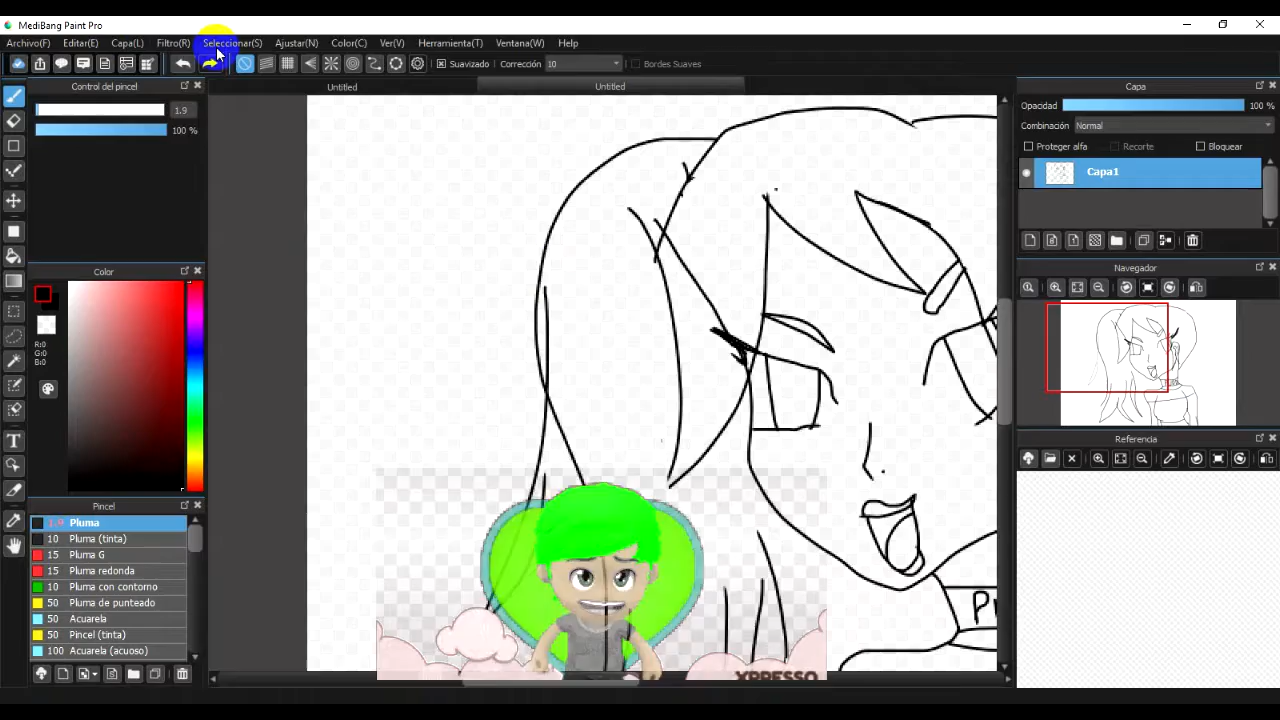 MediBang Paint Pro
Archivo(F) Editar(E) Capa(L) Filtro(R) Seleccionar(S) Ajustar(N) Color(C) Ver(V) Herramienta(T) Ventana(W) Help
Suavizado Corrección 10 Bordes Suaves
Control del pincel Untitled Untitled Capa
1.9 Opacidad 100 %
100 % Combinación Normal
Proteger alfa Recorte Bloquear
Capa1
Color Navegador
R:0
G:0
B:0
Referencia
Pincel
1.9 Pluma
10 Pluma (tinta)
15 Pluma G
15 Pluma redonda
10 Pluma con contorno
50 Pluma de punteado
50 Acuarela
50 Pincel (tinta)
100 Acuarela (acuoso)
XPRESSO